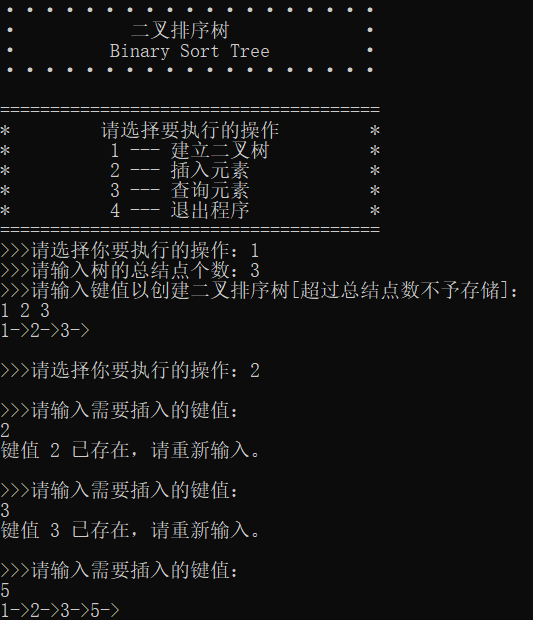 • • • • • • • • • • • • • • • • • • •
• 二叉排序树 •
• Binary Sort Tree •
• • • • • • • • • • • • • • • • • • •
======================================
* 请选择要执行的操作 *
* 1 --- 建立二叉树 *
* 2 --- 插入元素 *
* 3 --- 查询元素 *
* 4 --- 退出程序 *
======================================
>>>请选择你要执行的操作: 1
>>>请输入树的总结点个数: 3
>>>请输入键值以创建二叉排序树[超过总结点数不予存储]:
1 2 3
1->2->3->
>>>请选择你要执行的操作: 2
>>>请输入需要插入的键值:
2
键值 2 已存在，请重新输入。
>>>请输入需要插入的键值:
3
键值 3 已存在，请重新输入。
>>>请输入需要插入的键值:
5
1->2->3->5->